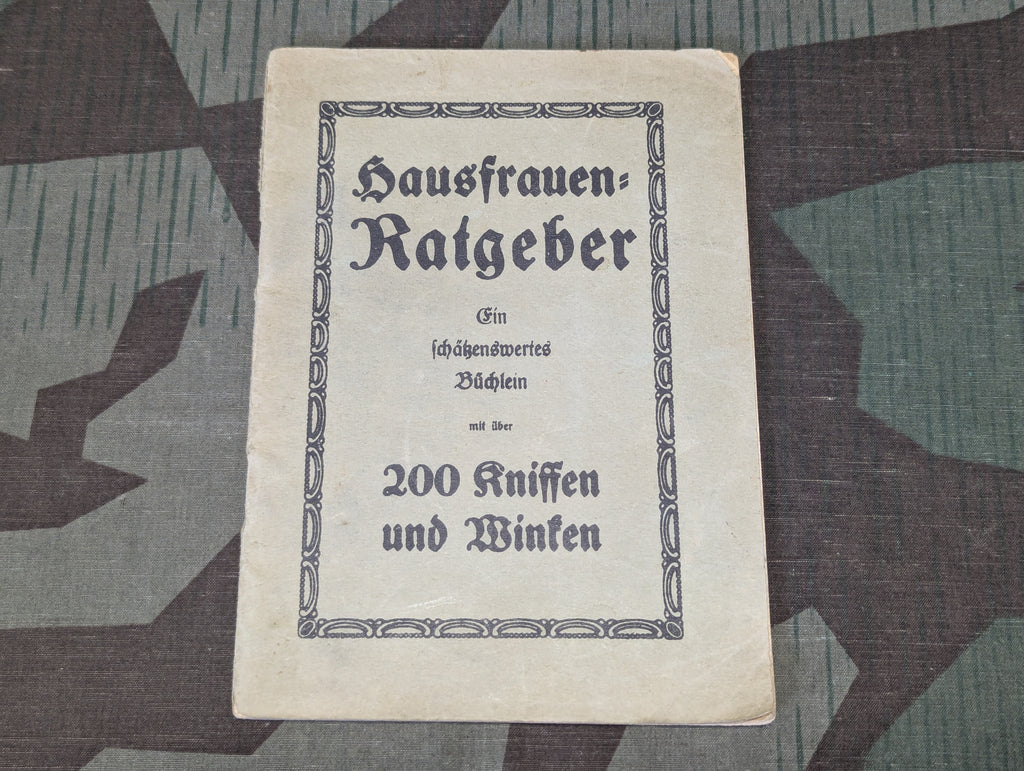 Hausfrauen=
Ratgeber
Ein
schätzenswertes
Büchlein
mit über
200 Kniffen
und Winken